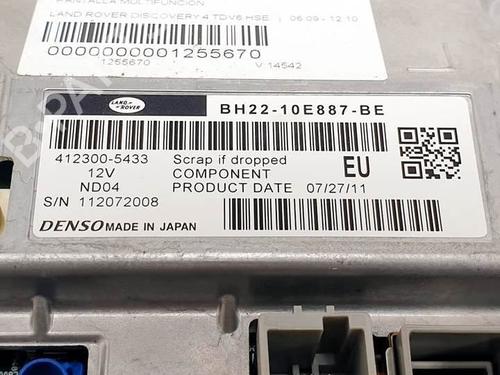 PANTALLA MULTIFUNCION
LAND ROVER DISCOVERY 4 TDV6 HSE | 06.09 - 12.10
0000000001255670
1255670 V 14542
LAND ROVER
BH22-10E887-BE
412300-5433 Scrap if dropped
12V COMPONENT EU
ND04 PRODUCT DATE 07/27/11
S/N 112072008
DENSO MADE IN JAPAN